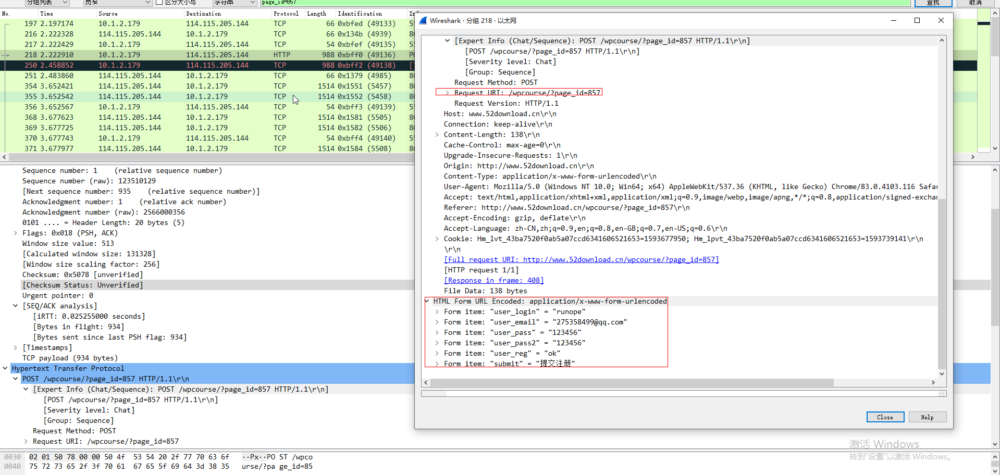 分组列表 宽窄 区分大小写 字符串 page_id=857 查找 取消
No. Time Source Destination Protocol Length Identification
197 2.197174 10.1.2.179 114.115.205.144 TCP 66 0xbfed (49133)
216 2.222328 114.115.205.144 10.1.2.179 TCP 66 0x134b (4939)
217 2.222429 10.1.2.179 114.115.205.144 TCP 54 0xbfef (49135)
218 2.222910 10.1.2.179 114.115.205.144 HTTP 988 0xbff0 (49136)
250 2.458852 10.1.2.179 114.115.205.144 TCP 988 0xbff2 (49138)
251 2.483860 114.115.205.144 10.1.2.179 TCP 66 0x1379 (4985)
354 3.652421 114.115.205.144 10.1.2.179 TCP 1514 0x1551 (5457)
355 3.652542 114.115.205.144 10.1.2.179 TCP 1514 0x1552 (5458)
356 3.652567 10.1.2.179 114.115.205.144 TCP 54 0xbff3 (49139)
368 3.677623 114.115.205.144 10.1.2.179 TCP 1514 0x1581 (5505)
369 3.677725 114.115.205.144 10.1.2.179 TCP 1514 0x1582 (5506)
370 3.677743 10.1.2.179 114.115.205.144 TCP 54 0xbff4 (49140)
371 3.677977 114.115.205.144 10.1.2.179 TCP 1514 0x1584 (5508)
Sequence number: 1 (relative sequence number)
Sequence number (raw): 123510129
[Next sequence number: 935 (relative sequence number)]
Acknowledgment number: 1 (relative ack number)
Acknowledgment number (raw): 2566000356
0101 .... = Header Length: 20 bytes (5)
Flags: 0x018 (PSH, ACK)
Window size value: 513
[Calculated window size: 131328]
[Window size scaling factor: 256]
Checksum: 0x5078 [unverified]
[Checksum Status: Unverified]
Urgent pointer: 0
[SEQ/ACK analysis]
[iRTT: 0.025255000 seconds]
[Bytes in flight: 934]
[Bytes sent since last PSH flag: 934]
[Timestamps]
TCP payload (934 bytes)
Hypertext Transfer Protocol
POST /wpcourse/?page_id=857 HTTP/1.1\r\n
[Expert Info (Chat/Sequence): POST /wpcourse/?page_id=857 HTTP/1.1\r\n]
[POST /wpcourse/?page_id=857 HTTP/1.1\r\n]
[Severity level: Chat]
[Group: Sequence]
Request Method: POST
Request URI: /wpcourse/?page_id=857
0030 02 01 50 78 00 00 50 4f 53 54 20 2f 77 70 63 6f ··Px··PO ST /wpco
0040 75 72 73 65 2f 3f 70 61 67 65 5f 69 64 3d 38 35 urse/?pa ge_id=85
Wireshark · 分组 218 · 以太网
[Expert Info (Chat/Sequence): POST /wpcourse/?page_id=857 HTTP/1.1\r\n]
[POST /wpcourse/?page_id=857 HTTP/1.1\r\n]
[Severity level: Chat]
[Group: Sequence]
Request Method: POST
Request URI: /wpcourse/?page_id=857
Request Version: HTTP/1.1
Host: www.52download.cn\r\n
Connection: keep-alive\r\n
Content-Length: 138\r\n
Cache-Control: max-age=0\r\n
Upgrade-Insecure-Requests: 1\r\n
Origin: http://www.52download.cn\r\n
Content-Type: application/x-www-form-urlencoded\r\n
User-Agent: Mozilla/5.0 (Windows NT 10.0; Win64; x64) AppleWebKit/537.36 (KHTML, like Gecko) Chrome/83.0.4103.116 Safar
Accept: text/html,application/xhtml+xml,application/xml;q=0.9,image/webp,image/apng,*/*;q=0.8,application/signed-exchan
Referer: http://www.52download.cn/wpcourse/?page_id=857\r\n
Accept-Encoding: gzip, deflate\r\n
Accept-Language: zh-CN,zh;q=0.9,en;q=0.8,en-GB;q=0.7,en-US;q=0.6\r\n
Cookie: Hm_lvt_43ba7520f0ab5a07ccd6341606521653=1593677950; Hm_lpvt_43ba7520f0ab5a07ccd6341606521653=1593739141\r\n
\r\n
[Full request URI: http://www.52download.cn/wpcourse/?page_id=857]
[HTTP request 1/1]
[Response in frame: 408]
File Data: 138 bytes
HTML Form URL Encoded: application/x-www-form-urlencoded
Form item: "user_login" = "runope"
Form item: "user_email" = "275358499@qq.com"
Form item: "user_pass" = "123456"
Form item: "user_pass2" = "123456"
Form item: "user_reg" = "ok"
Form item: "submit" = "提交注册"
Close Help
激活 Windows
转到"设置"以激活 Windows。